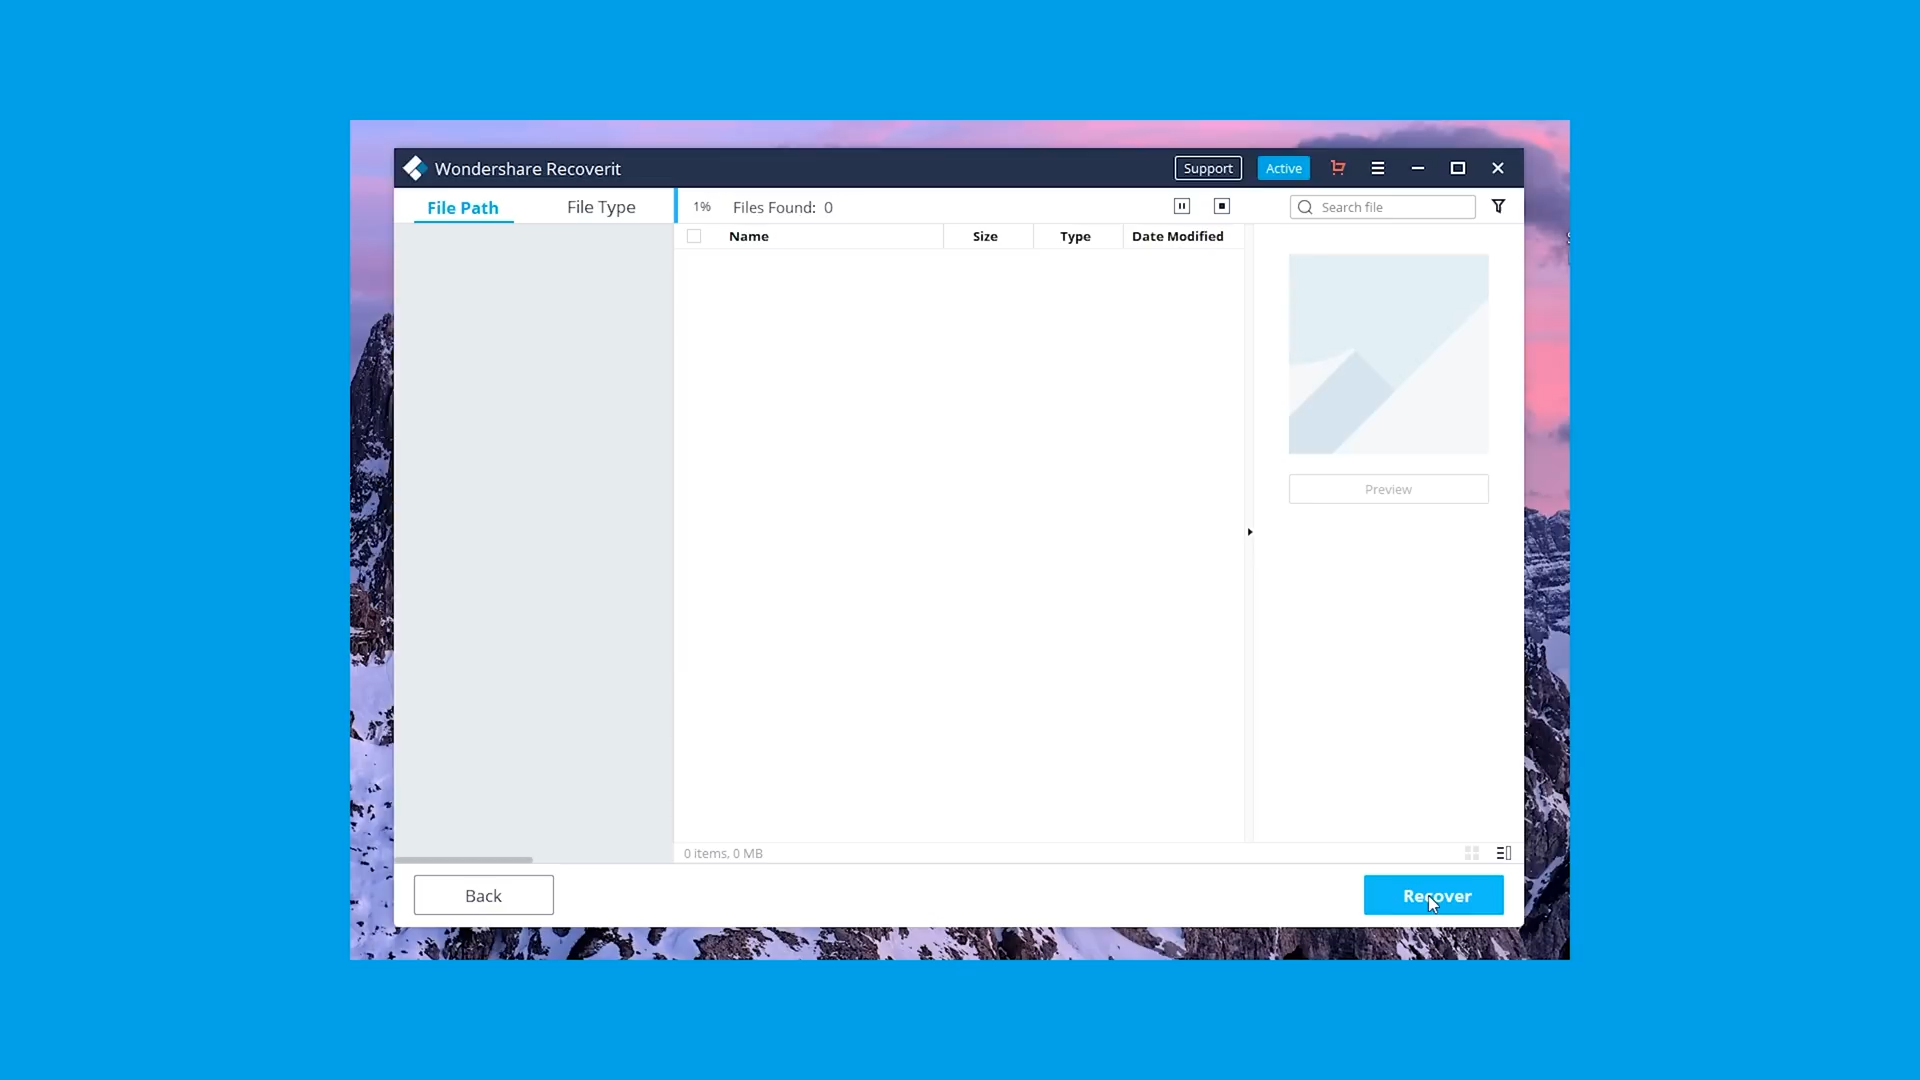 Wondershare Recoverit
Support
Active
File Path
File Type
1%
Files Found: 0
Search file
Name
Size
Type
Date Modified
Preview
0 items, 0 MB
Back
Recover